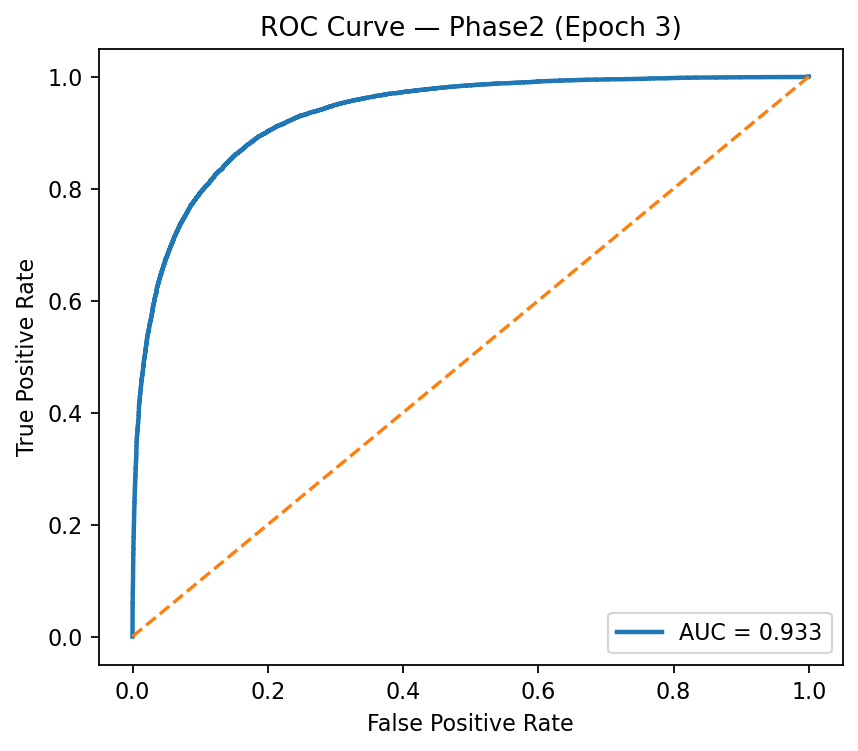 ROC Curve — Phase2 (Epoch 3)
1.0
0.8
0.6
0.4
0.2
0.0
True Positive Rate
AUC = 0.933
0.0 0.2 0.4 0.6 0.8 1.0
False Positive Rate